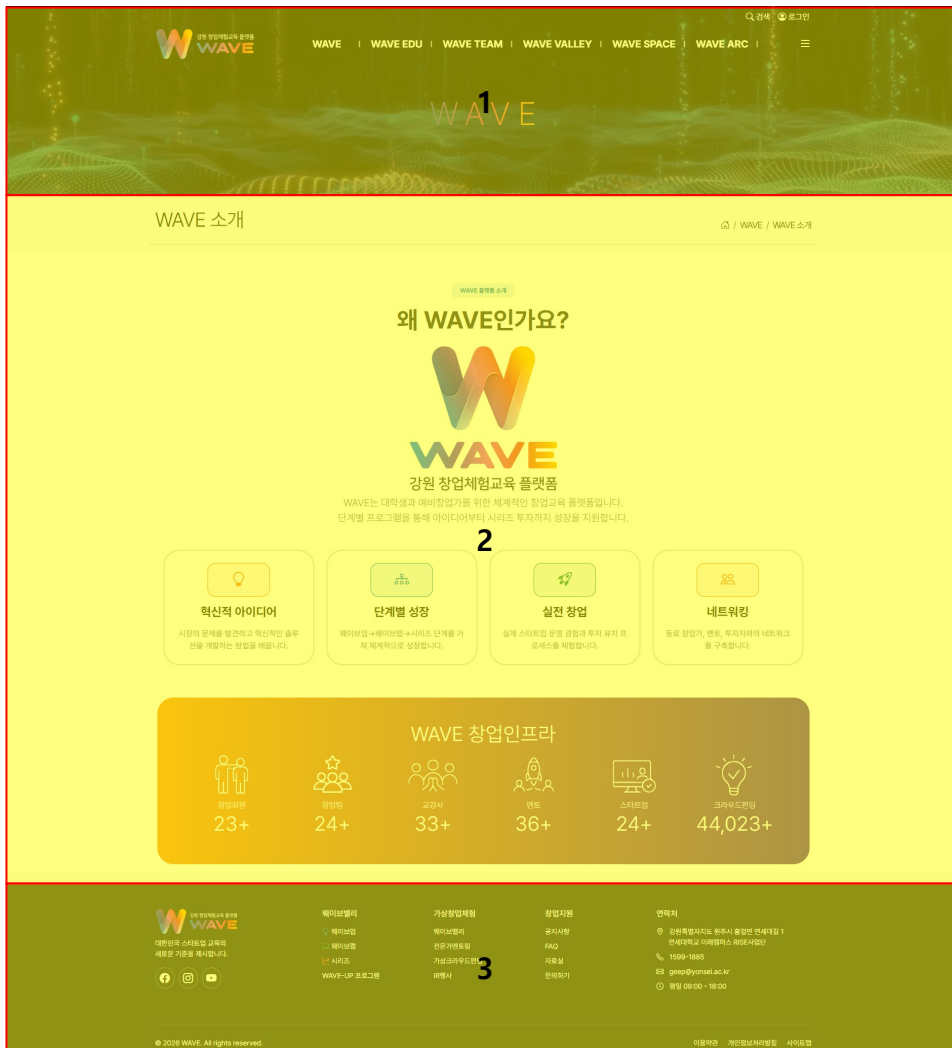 검색 로그인
강원 창업체험교육 플랫폼
WAVE
WAVE | WAVE EDU | WAVE TEAM | WAVE VALLEY | WAVE SPACE | WAVE ARC |
1
WAVE
WAVE 소개
/ WAVE / WAVE 소개
WAVE 플랫폼 소개
왜 WAVE인가요?
WAVE
강원 창업체험교육 플랫폼
WAVE는 대학생과 예비창업가를 위한 체계적인 창업교육 플랫폼입니다.
단계별 프로그램을 통해 아이디어부터 시리즈 투자까지 성장을 지원합니다.
2
혁신적 아이디어
시장의 문제를 발견하고 혁신적인 솔루
션을 개발하는 방법을 배웁니다.
단계별 성장
웨이브업→웨이브랩→시리즈 단계를 거
쳐 체계적으로 성장합니다.
실전 창업
실제 스타트업 운영 경험과 투자 유치 프
로세스를 체험합니다.
네트워킹
동료 창업가, 멘토, 투자자와의 네트워크
를 구축합니다.
WAVE 창업인프라
창업회원
23+
창업팀
24+
교강사
33+
멘토
36+
스타트업
24+
크라우드펀딩
44,023+
강원 창업체험교육 플랫폼
WAVE
대한민국 스타트업 교육의
새로운 기준을 제시합니다.
웨이브밸리
웨이브업
웨이브랩
시리즈
WAVE-UP 프로그램
가상창업체험
웨이브밸리
전문가멘토링
가상크라우드펀딩
IR행사
3
창업지원
공지사항
FAQ
자료실
문의하기
연락처
강원특별자치도 원주시 흥업면 연세대길 1
연세대학교 미래캠퍼스 RISE사업단
1599-1885
geep@yonsei.ac.kr
평일 09:00 - 18:00
© 2026 WAVE. All rights reserved.
이용약관 개인정보처리방침 사이트맵